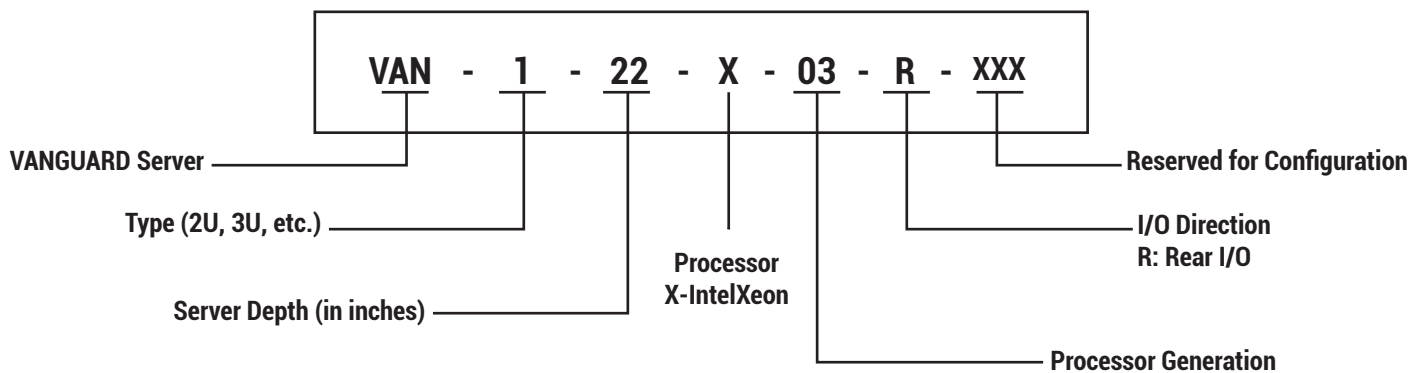 VAN - 1 - 22 - X - 03 - R - XXX
VANGUARD Server
Reserved for Configuration
Type (2U, 3U, etc.)
I/O Direction
R: Rear I/O
Processor
X-IntelXeon
Server Depth (in inches)
Processor Generation